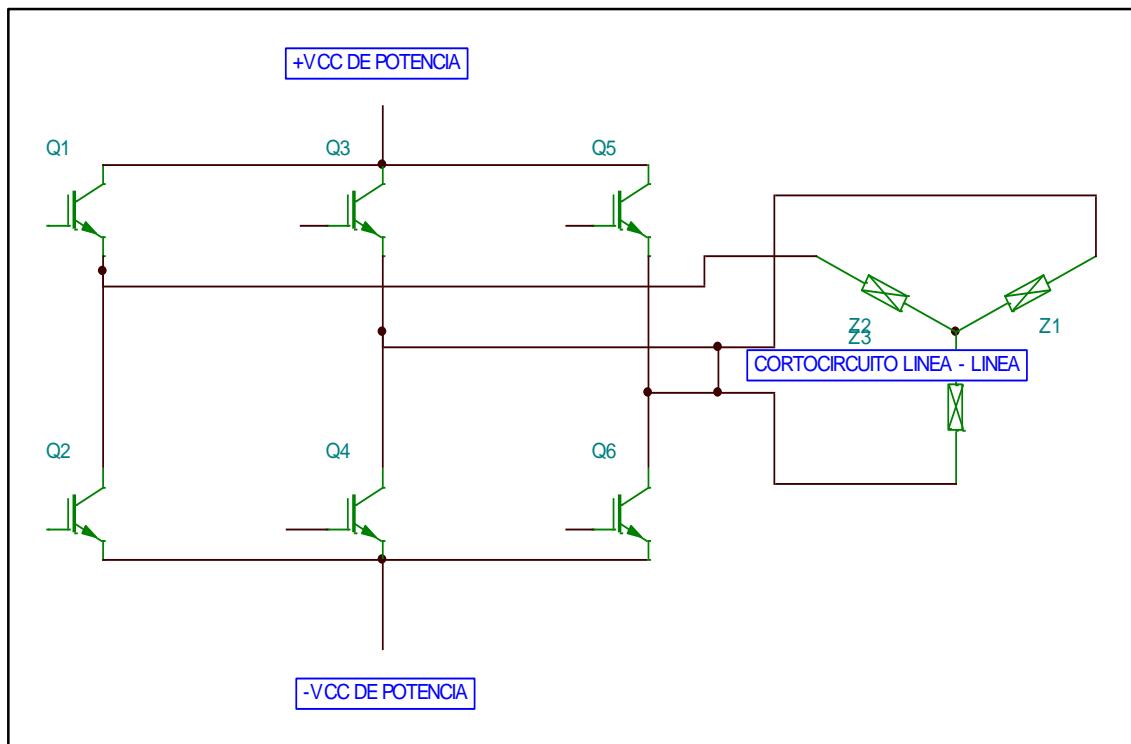 +VCC DE POTENCIA
Q1
Q3
Q5
Z2
Z1
Z3
CORTOCIRCUITO LINEA - LINEA
Q2
Q4
Q6
-VCC DE POTENCIA